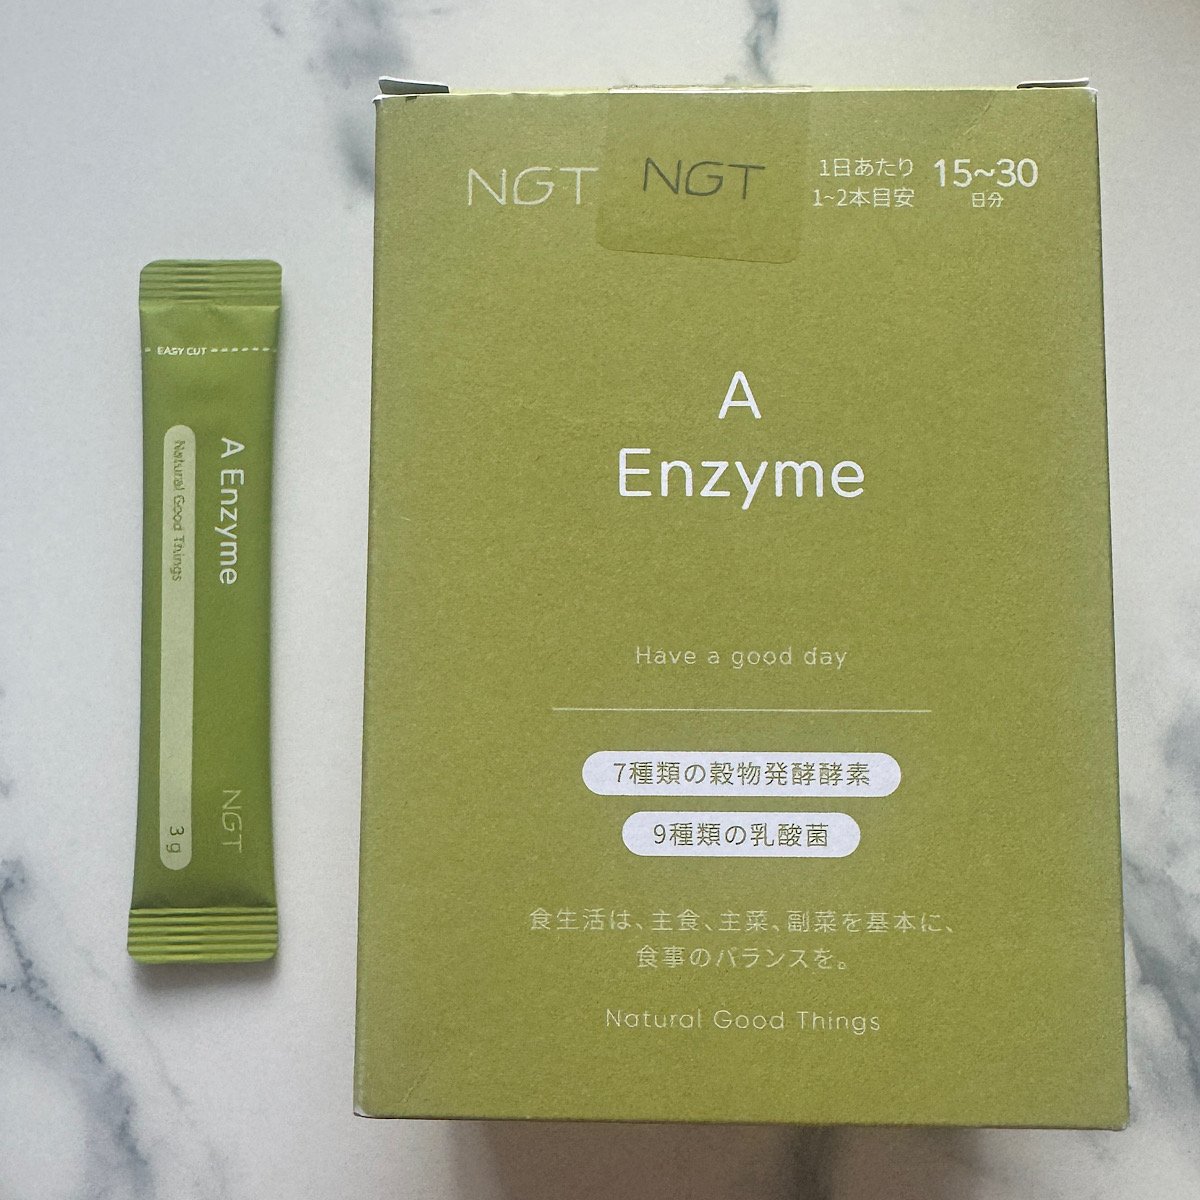 EASY CUT
A Enzyme
Natural Good Things
NGT
3g
NGT
NGT
1日あたり
1~2本目安
15~30
日分
A
Enzyme
Have a good day
7種類の穀物発酵酵素
9種類の乳酸菌
食生活は、主食、主菜、副菜を基本に、
食事のバランスを。
Natural Good Things